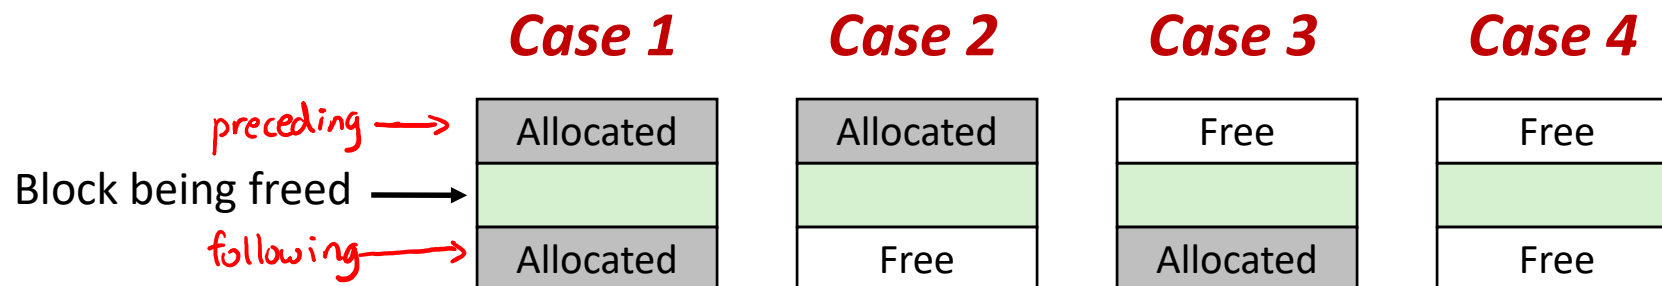 Case 1 Case 2 Case 3 Case 4
preceding Allocated Allocated Free Free
Block being freed
following Allocated Free Allocated Free